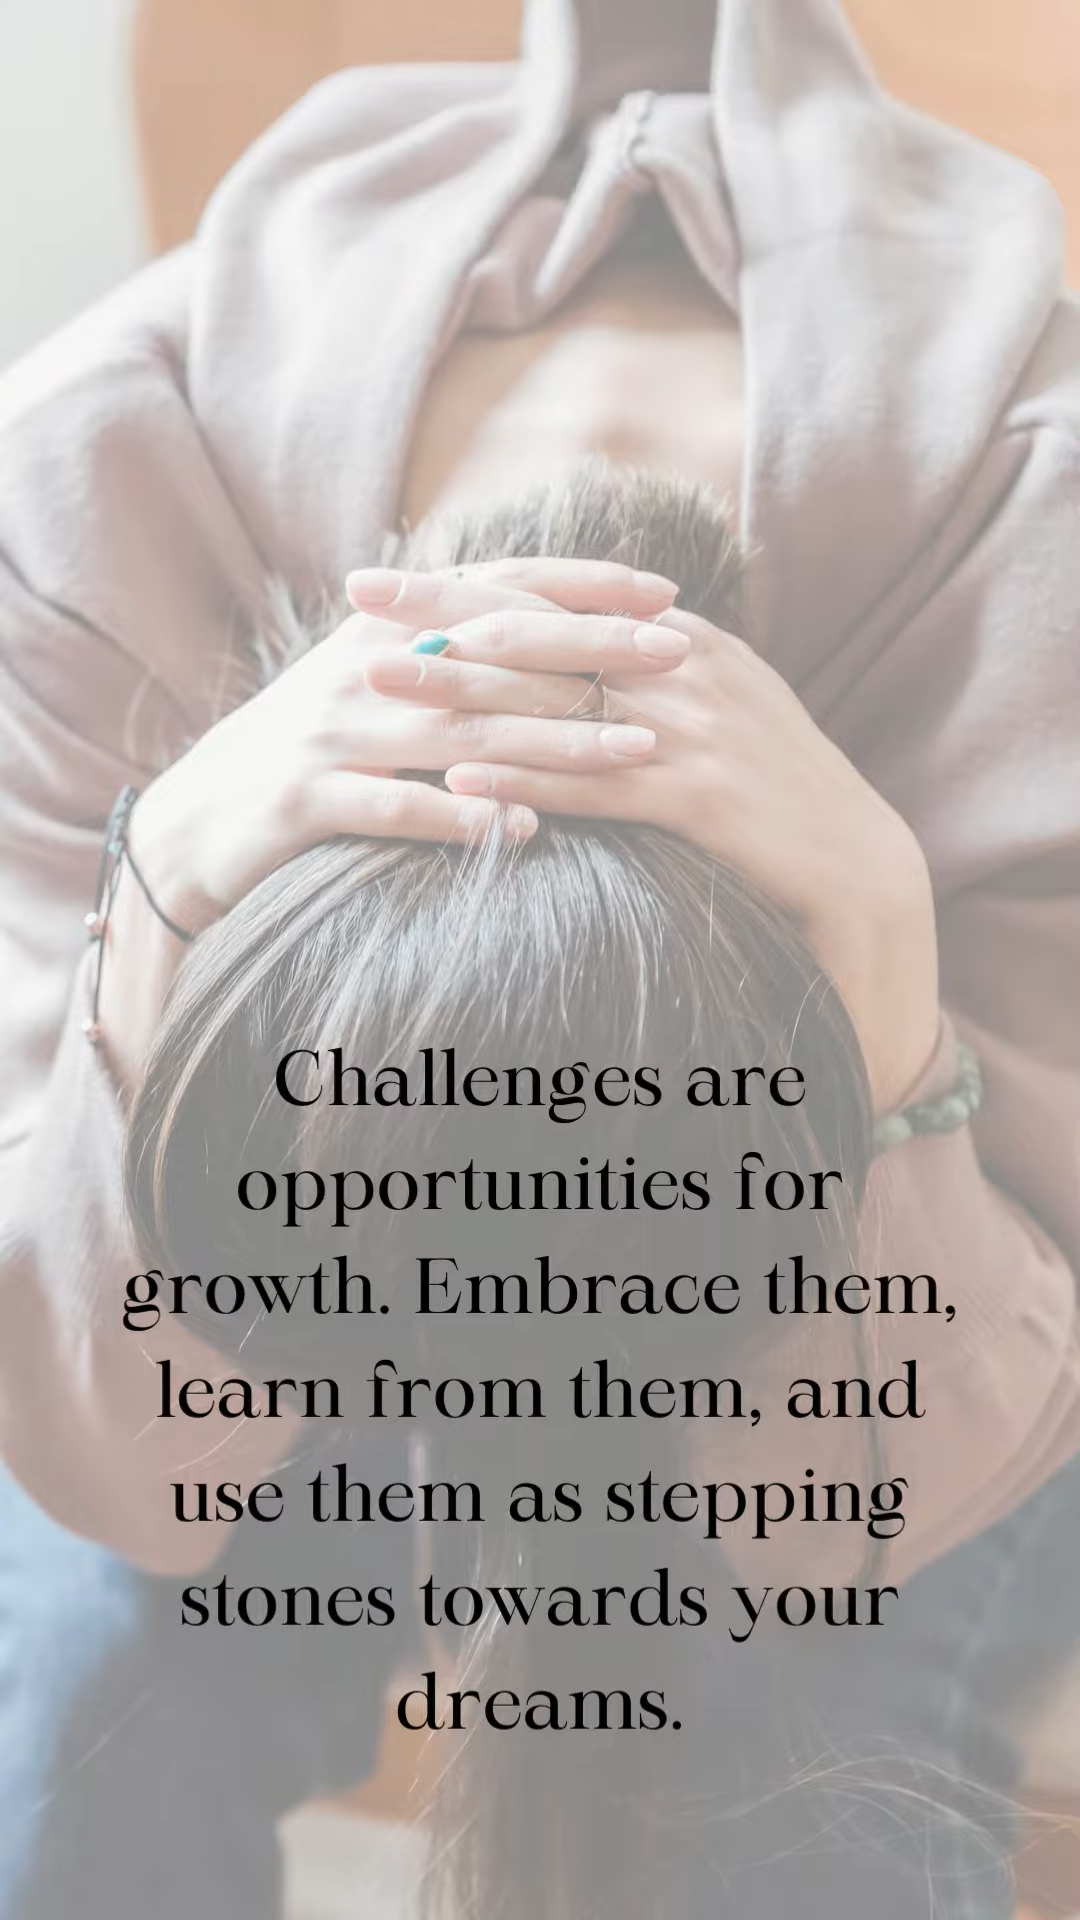 Challenges are
opportunities for
growth. Embrace them,
learn from them, and
use them as stepping
stones towards your
dreams.